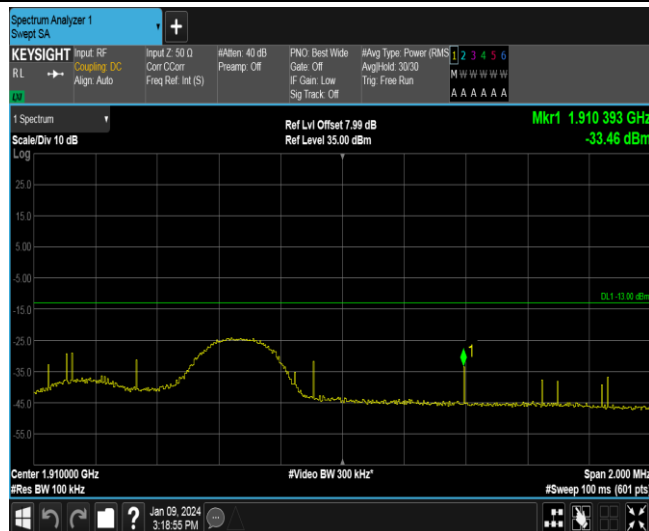 Spectrum Analyzer 1
Swept SA
+
KEYSIGHT Input: RF Input Z: 50 Ω #Atten: 40 dB PNO: Best Wide #Avg Type: Power (RMS 1 2 3 4 5 6
RL Coupling: DC Corr CCorr Preamp: Off Gate: Off Avg|Hold: 30/30 M W W W W W
Align: Auto Freq Ref: Int (S) IF Gain: Low Trig: Free Run
Sig Track: Off A A A A A A
1 Spectrum Ref Lvl Offset 7.99 dB Mkr1 1.910 393 GHz
Scale/Div 10 dB Ref Level 35.00 dBm -33.46 dBm
Log
25.0
15.0
5.00
-5.00
DL1 -13.00 dBm
-15.0
-25.0
1
-35.0
-45.0
-55.0
Center 1.910000 GHz #Video BW 300 kHz* Span 2.000 MHz
#Res BW 100 kHz #Sweep 100 ms (601 pts)
? Jan 09, 2024
3:18:55 PM